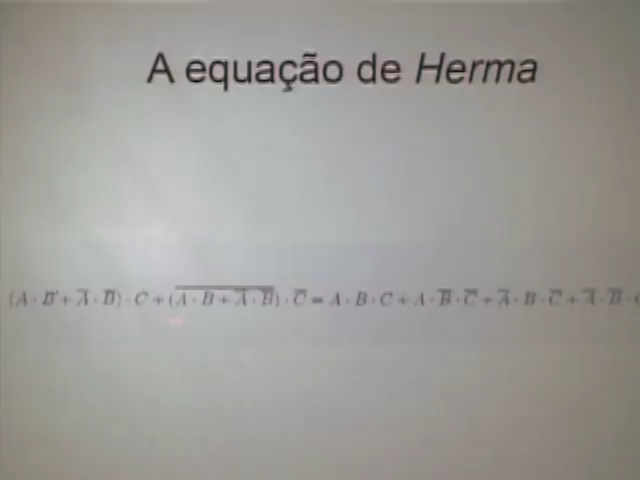 A equação de Herma
(A · B + A̅ · B̅) · C + (A̅ ̅·̅ ̅B̅ ̅+̅ ̅A̅ ̅·̅ ̅B̅) · C̅ = A · B · C + A · B̅ · C̅ + A̅ · B · C̅ + A̅ · B̅ · C